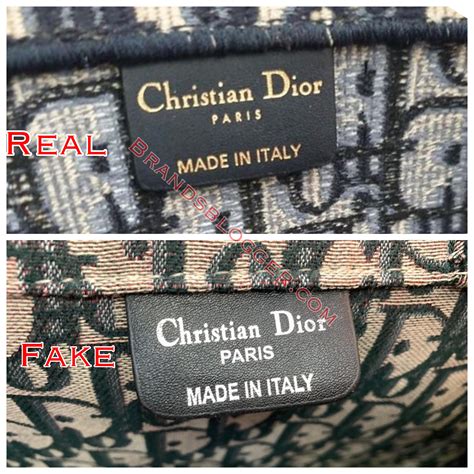 Christian Dior
PARIS
MADE IN ITALY
REAL
BRANDSBLOGGER.COM
Christian Dior
PARIS
MADE IN ITALY
FAKE